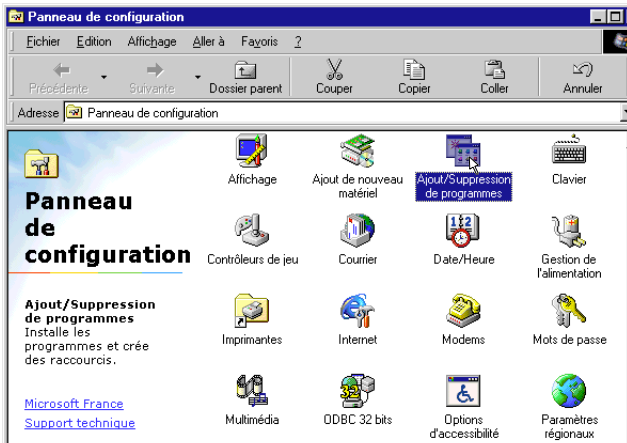 Panneau de configuration
Fichier Edition Affichage Aller à Favoris ?
Précédente Suivante Dossier parent Couper Copier Coller Annuler
Adresse Panneau de configuration
Panneau
de
configuration
Ajout/Suppression
de programmes
Installe les
programmes et crée
des raccourcis.
Microsoft France
Support technique
Affichage
Ajout de nouveau
matériel
Ajout/Suppression
de programmes
Clavier
Contrôleurs de jeu
Courrier
Date/Heure
Gestion de
l'alimentation
Imprimantes
Internet
Modems
Mots de passe
Multimédia
ODBC 32 bits
Options
d'accessibilité
Paramètres
régionaux